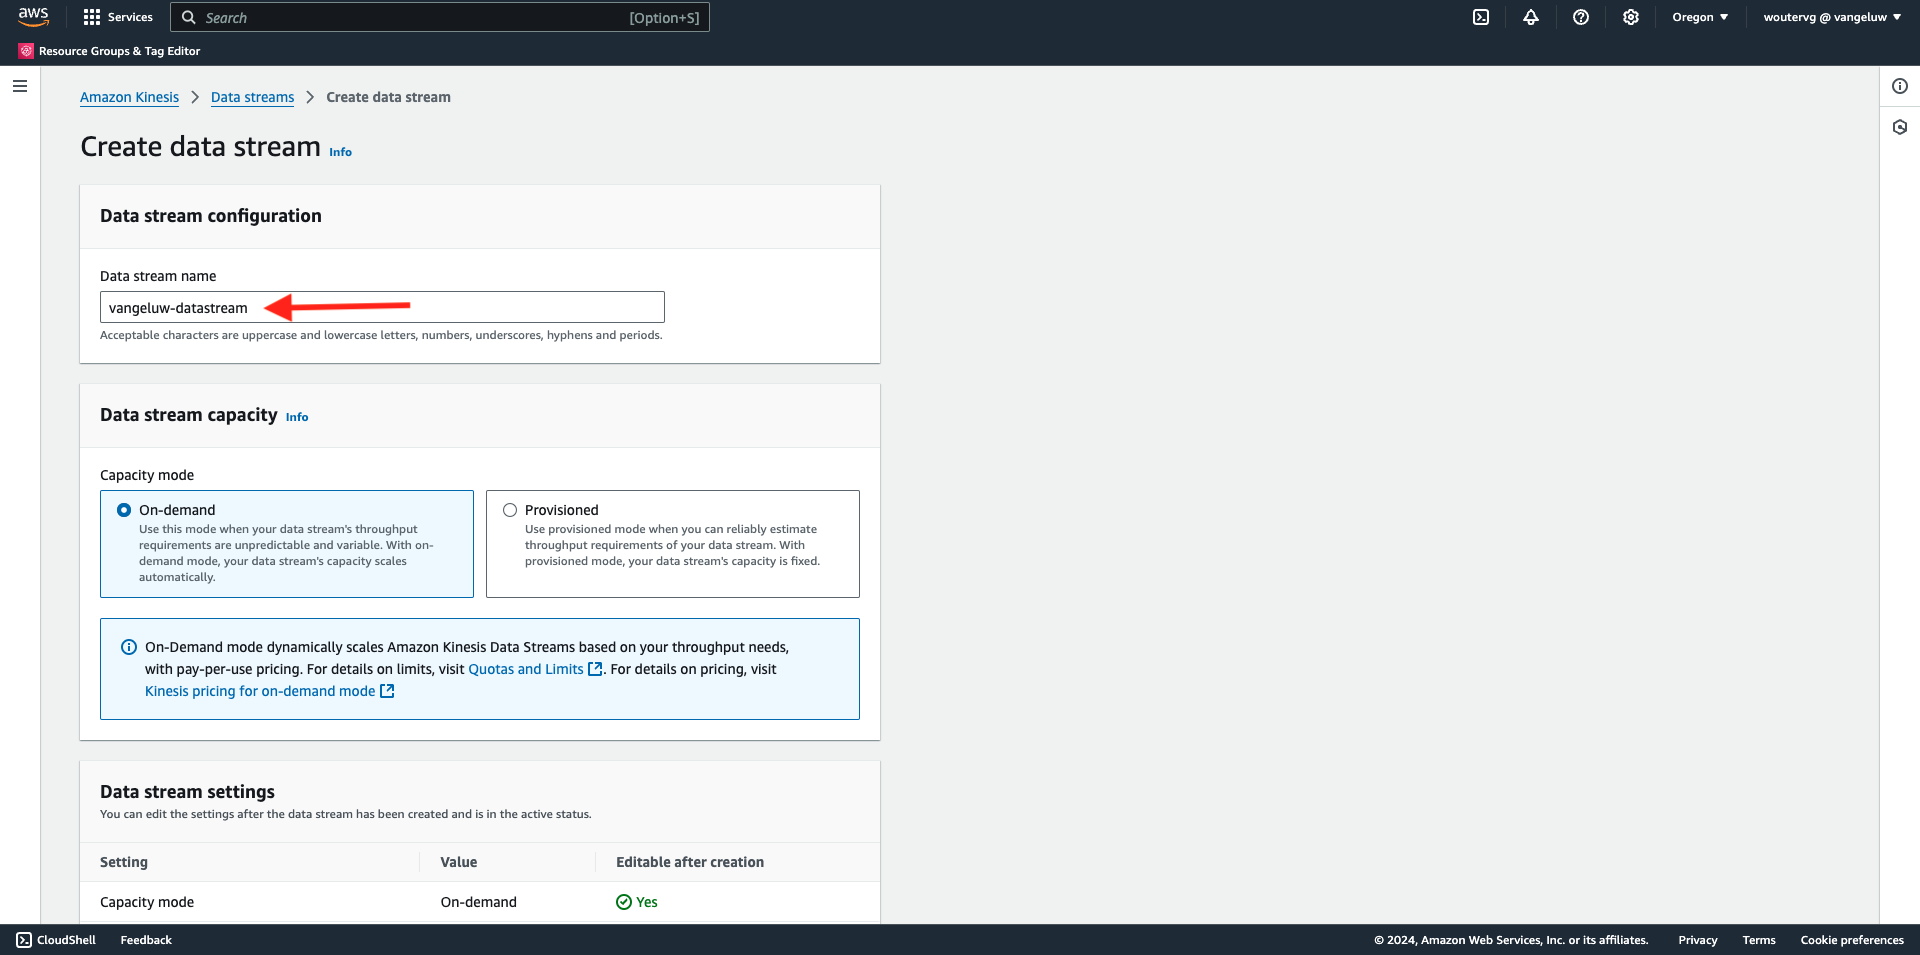 aws
Services
Search
[Option+S]
Oregon
woutervg @ vangeluw
Resource Groups & Tag Editor
Amazon Kinesis
Data streams
Create data stream
Create data stream Info
Data stream configuration
Data stream name
vangeluw-datastream
Acceptable characters are uppercase and lowercase letters, numbers, underscores, hyphens and periods.
Data stream capacity Info
Capacity mode
On-demand
Use this mode when your data stream's throughput
requirements are unpredictable and variable. With on-
demand mode, your data stream's capacity scales
automatically.
Provisioned
Use provisioned mode when you can reliably estimate
throughput requirements of your data stream. With
provisioned mode, your data stream's capacity is fixed.
On-Demand mode dynamically scales Amazon Kinesis Data Streams based on your throughput needs,
with pay-per-use pricing. For details on limits, visit Quotas and Limits. For details on pricing, visit
Kinesis pricing for on-demand mode
Data stream settings
You can edit the settings after the data stream has been created and is in the active status.
Setting
Value
Editable after creation
Capacity mode
On-demand
Yes
CloudShell
Feedback
© 2024, Amazon Web Services, Inc. or its affiliates.
Privacy
Terms
Cookie preferences